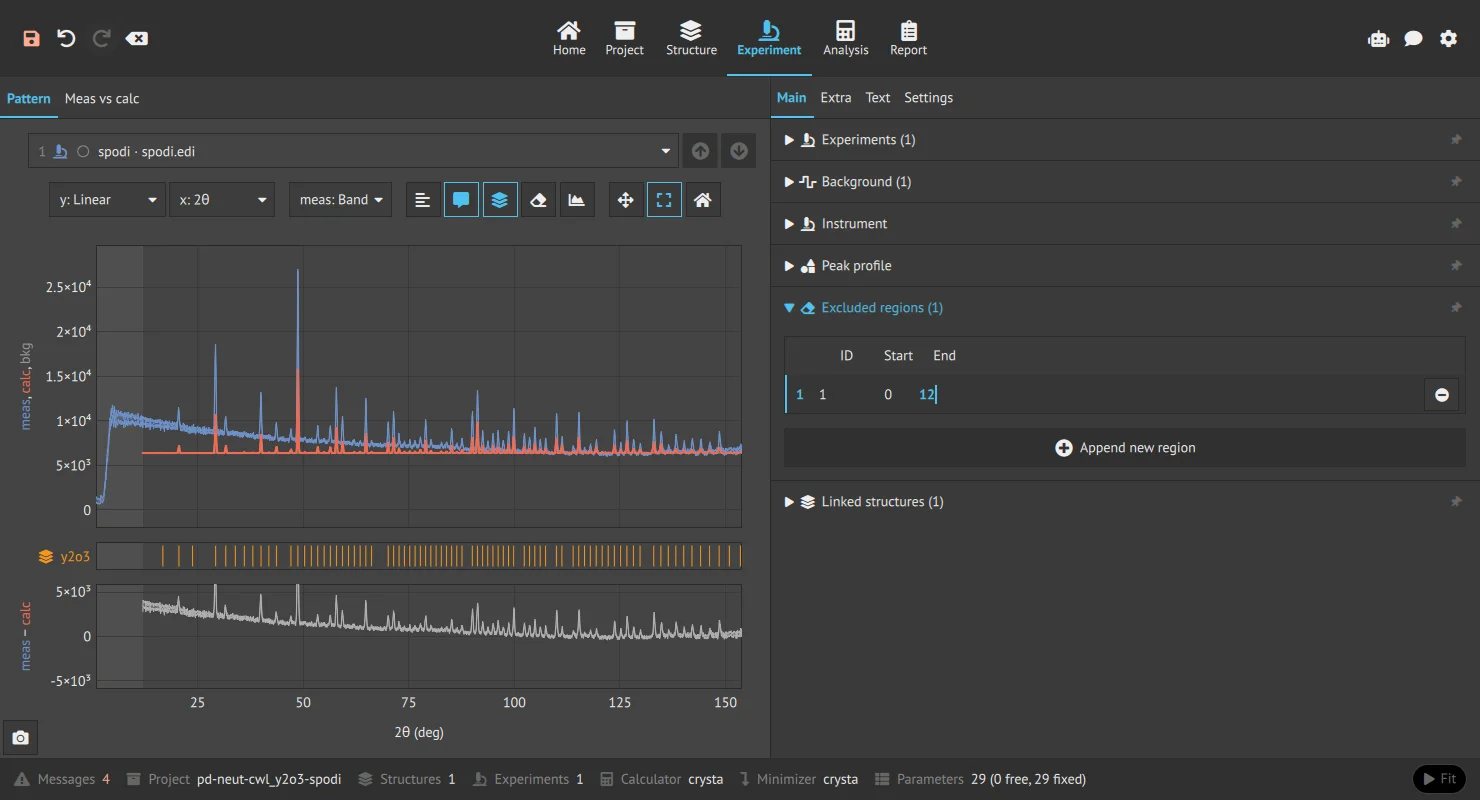 Home
Project
Structure
Experiment
Analysis
Report
Pattern
Meas vs calc
1 spodi · spodi.edi
y: Linear
x: 2θ
meas: Band
2.5×10⁴
2×10⁴
1.5×10⁴
1×10⁴
5×10³
0
meas, calc, bkg
y2o3
5×10³
0
-5×10³
meas − calc
25 50 75 100 125 150
2θ (deg)
Main
Extra
Text
Settings
Experiments (1)
Background (1)
Instrument
Peak profile
Excluded regions (1)
ID Start End
1 1 0 12
Append new region
Linked structures (1)
Messages 4 Project pd-neut-cwl_y2o3-spodi Structures 1 Experiments 1 Calculator crysta Minimizer crysta Parameters 29 (0 free, 29 fixed)
Fit